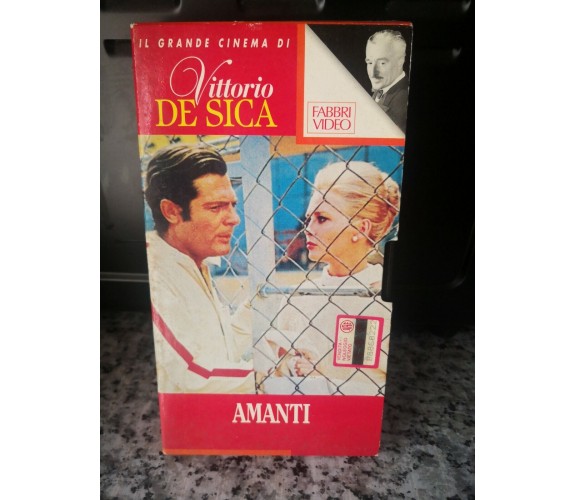 IL GRANDE CINEMA DI
Vittorio
DE SICA
FABBRI
VIDEO
AMANTI